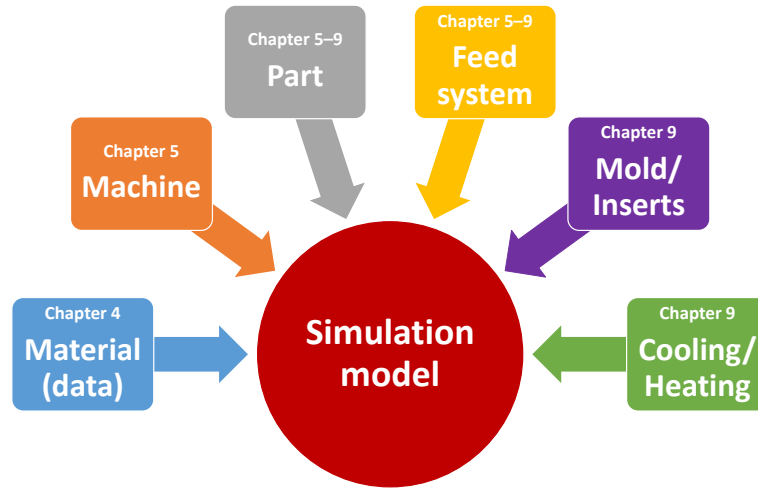 Chapter 4
Material
(data)
Chapter 5
Machine
Chapter 5–9
Part
Chapter 5–9
Feed
system
Chapter 9
Mold/
Inserts
Chapter 9
Cooling/
Heating
Simulation
model